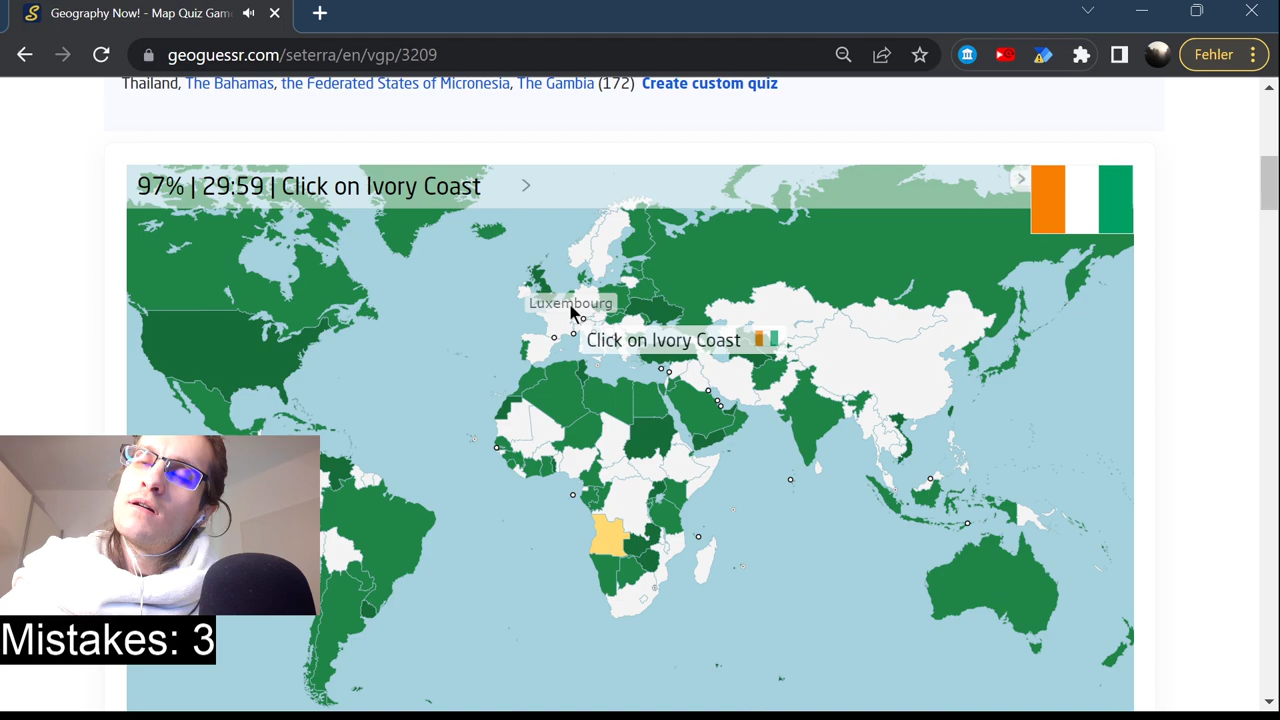 Geography Now! - Map Quiz Gam
geoguessr.com/seterra/en/vgp/3209
Fehler
Thailand, The Bahamas, the Federated States of Micronesia, The Gambia (172) Create custom quiz
97% | 29:59 | Click on Ivory Coast
Luxembourg
Click on Ivory Coast
Mistakes: 3